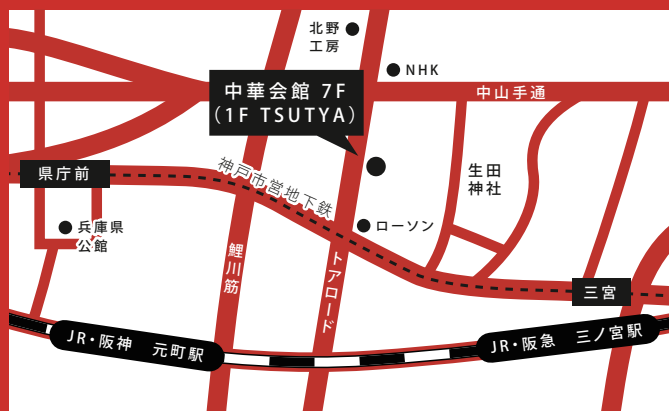 北野
工房
NHK
中華会館 7F
（1F TSUTYA）
中山手通
県庁前
神戸市営地下鉄
生田
神社
兵庫県
公館
ローソン
鯉川筋
トアロード
三宮
JR・阪神 元町駅
JR・阪急 三ノ宮駅